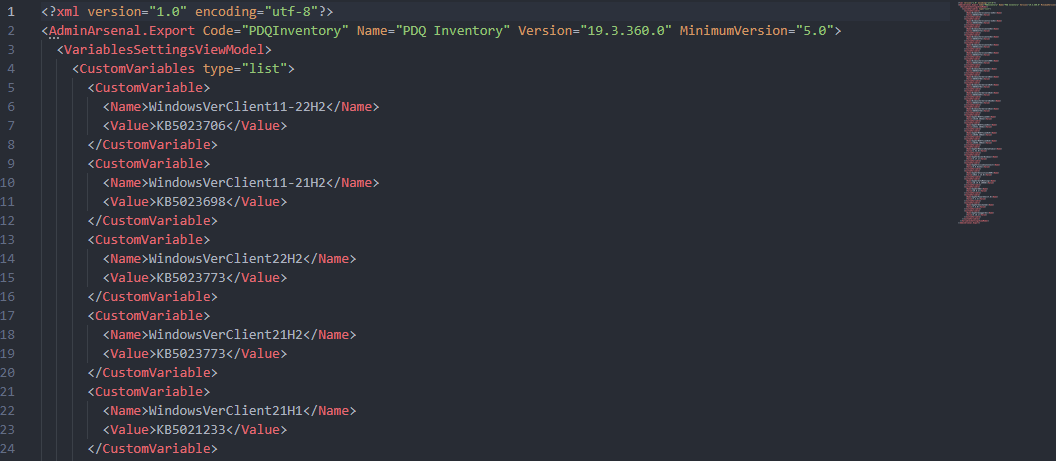 1 <?xml version="1.0" encoding="utf-8"?>
2 <AdminArsenal.Export Code="PDQInventory" Name="PDQ Inventory" Version="19.3.360.0" MinimumVersion="5.0">
3 <VariablesSettingsViewModel>
4 <CustomVariables type="list">
5 <CustomVariable>
6 <Name>WindowsVerClient11-22H2</Name>
7 <Value>KB5023706</Value>
8 </CustomVariable>
9 <CustomVariable>
10 <Name>WindowsVerClient11-21H2</Name>
11 <Value>KB5023698</Value>
12 </CustomVariable>
13 <CustomVariable>
14 <Name>WindowsVerClient22H2</Name>
15 <Value>KB5023773</Value>
16 </CustomVariable>
17 <CustomVariable>
18 <Name>WindowsVerClient21H2</Name>
19 <Value>KB5023773</Value>
20 </CustomVariable>
21 <CustomVariable>
22 <Name>WindowsVerClient21H1</Name>
23 <Value>KB5021233</Value>
24 </CustomVariable>